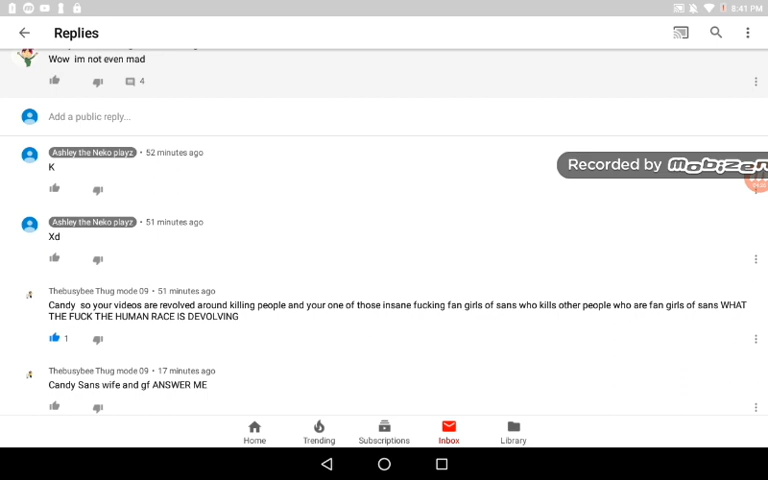 8:41 PM
Replies
Wow im not even mad
4
Add a public reply...
Ashley the Neko playz • 52 minutes ago
K
Recorded by MOBIZEN
Ashley the Neko playz • 51 minutes ago
Xd
Thebusybee Thug mode 09 • 51 minutes ago
Candy so your videos are revolved around killing people and your one of those insane fucking fan girls of sans who kills other people who are fan girls of sans WHAT
THE FUCK THE HUMAN RACE IS DEVOLVING
1
Thebusybee Thug mode 09 • 17 minutes ago
Candy Sans wife and gf ANSWER ME
Home Trending Subscriptions Inbox Library